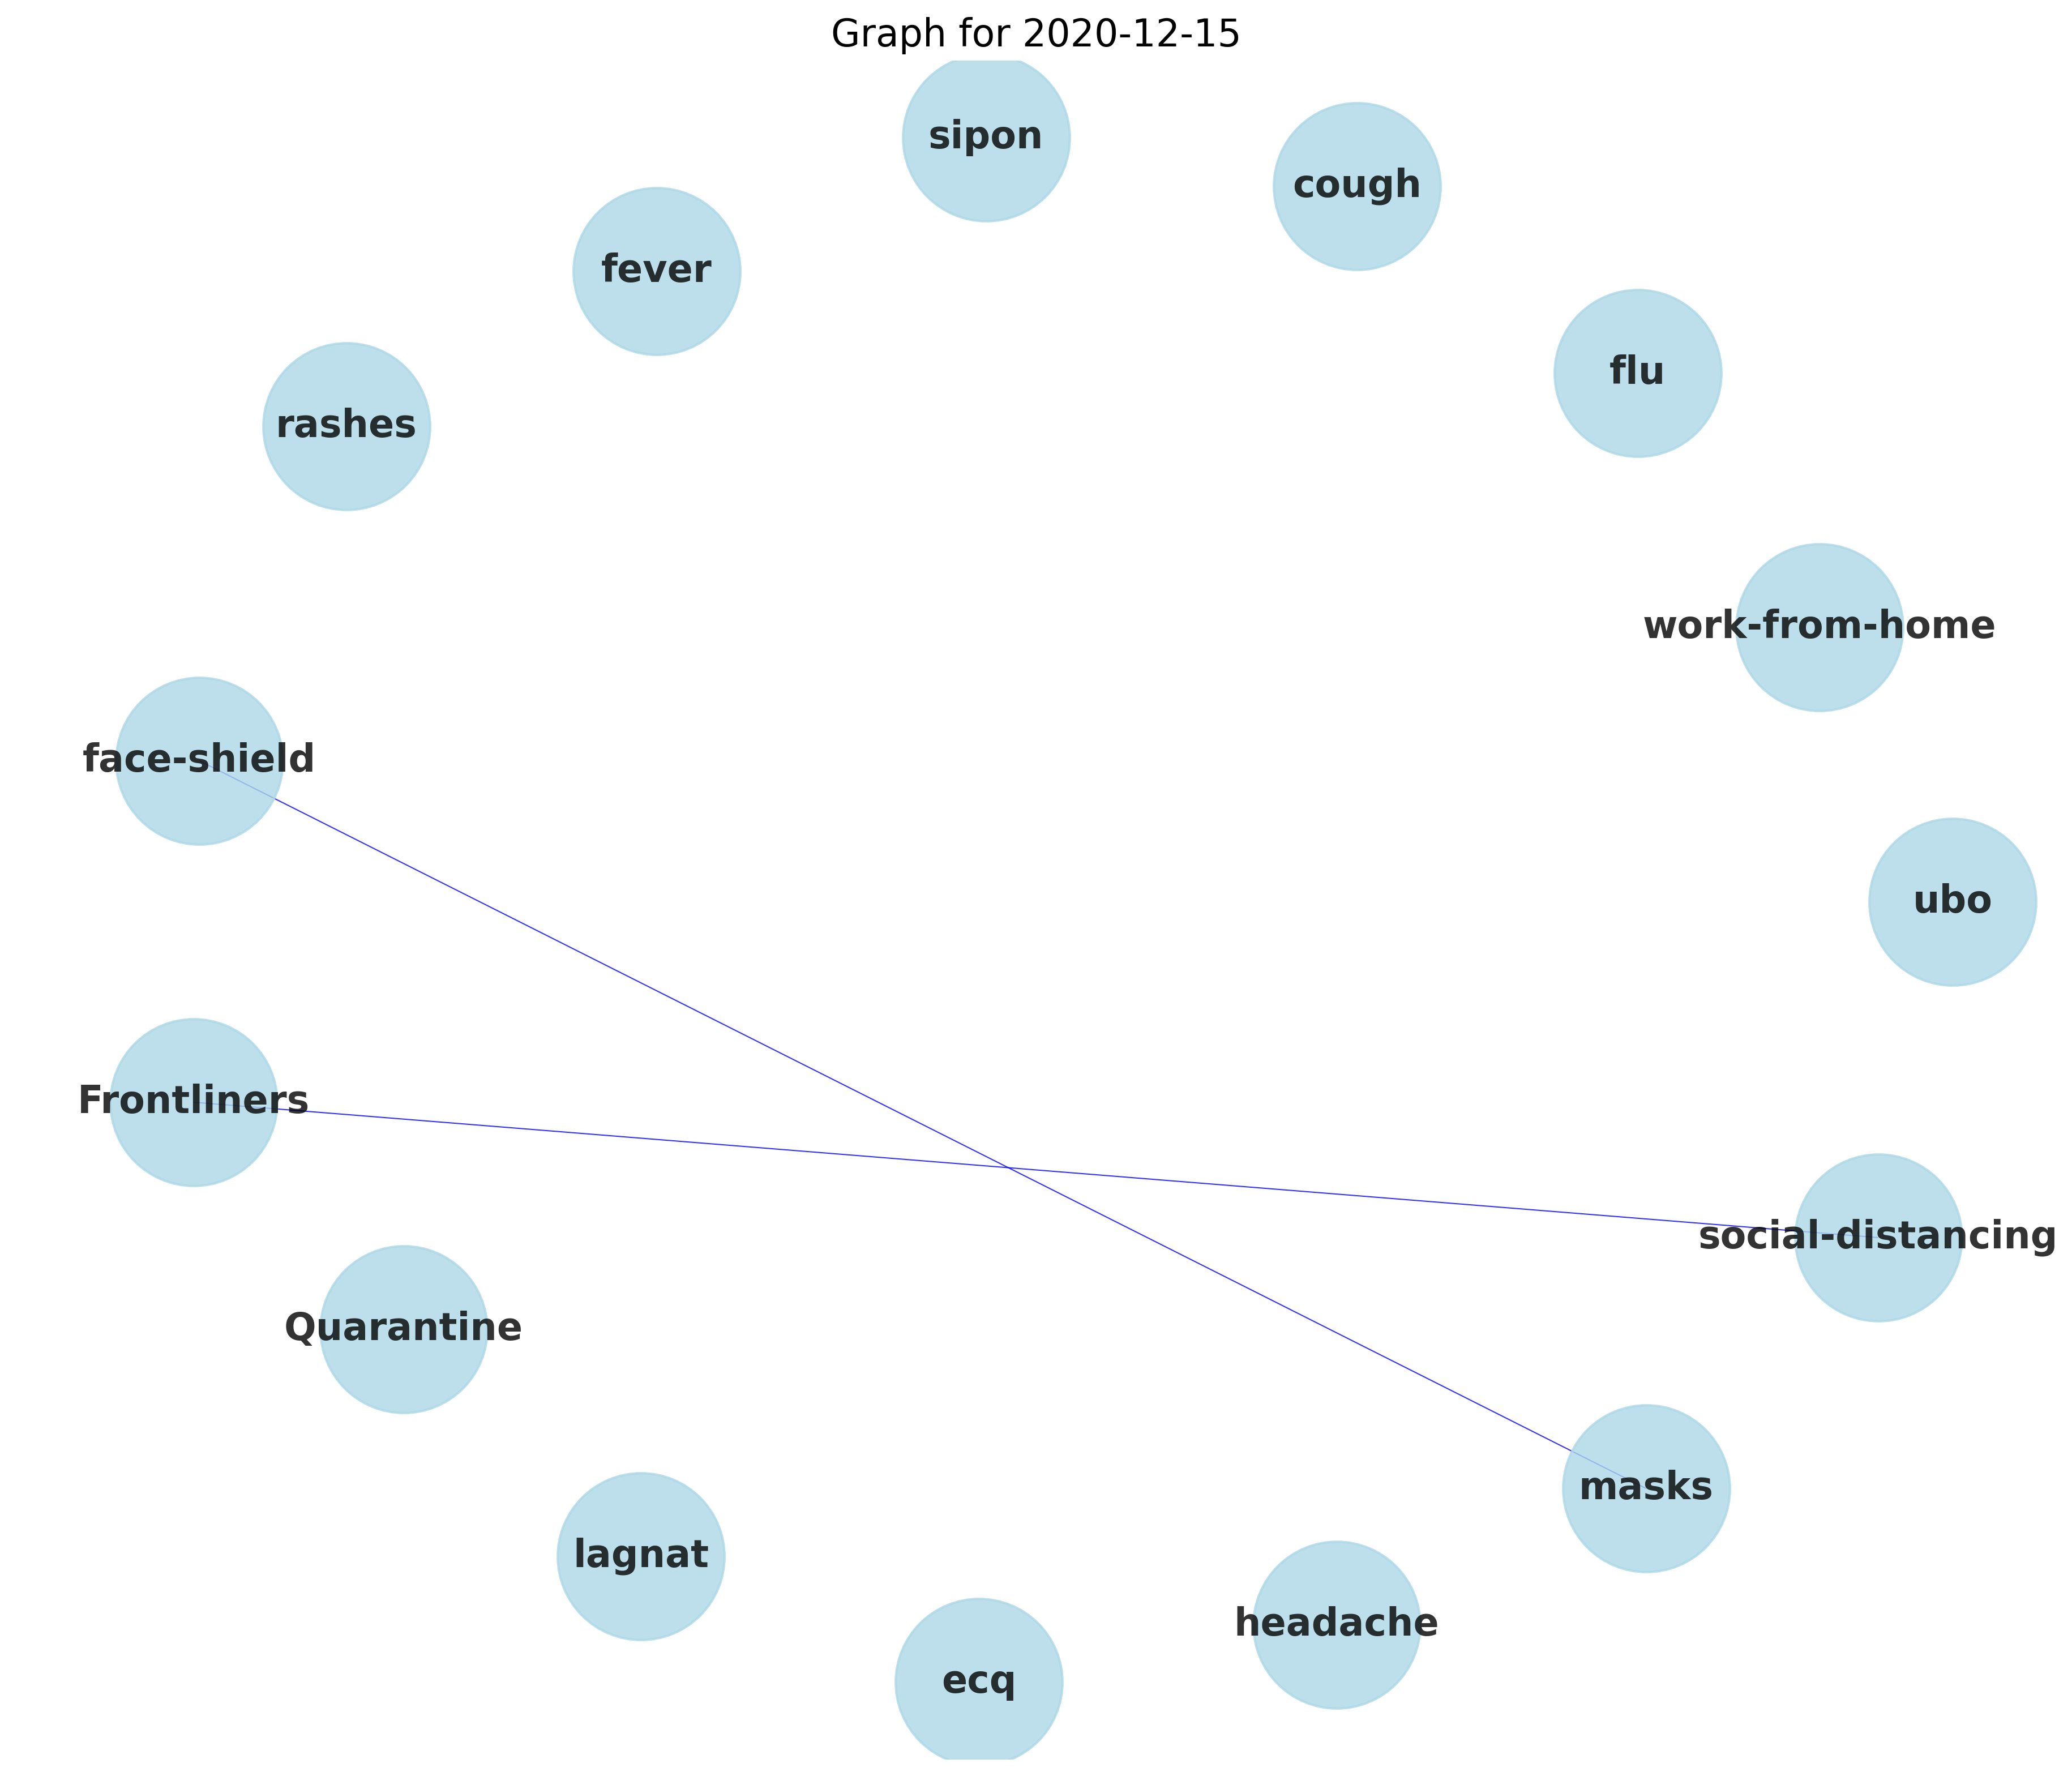 Graph for 2020-12-15
sipon
cough
fever
flu
rashes
work-from-home
face-shield
ubo
Frontliners
social-distancing
Quarantine
masks
lagnat
headache
ecq